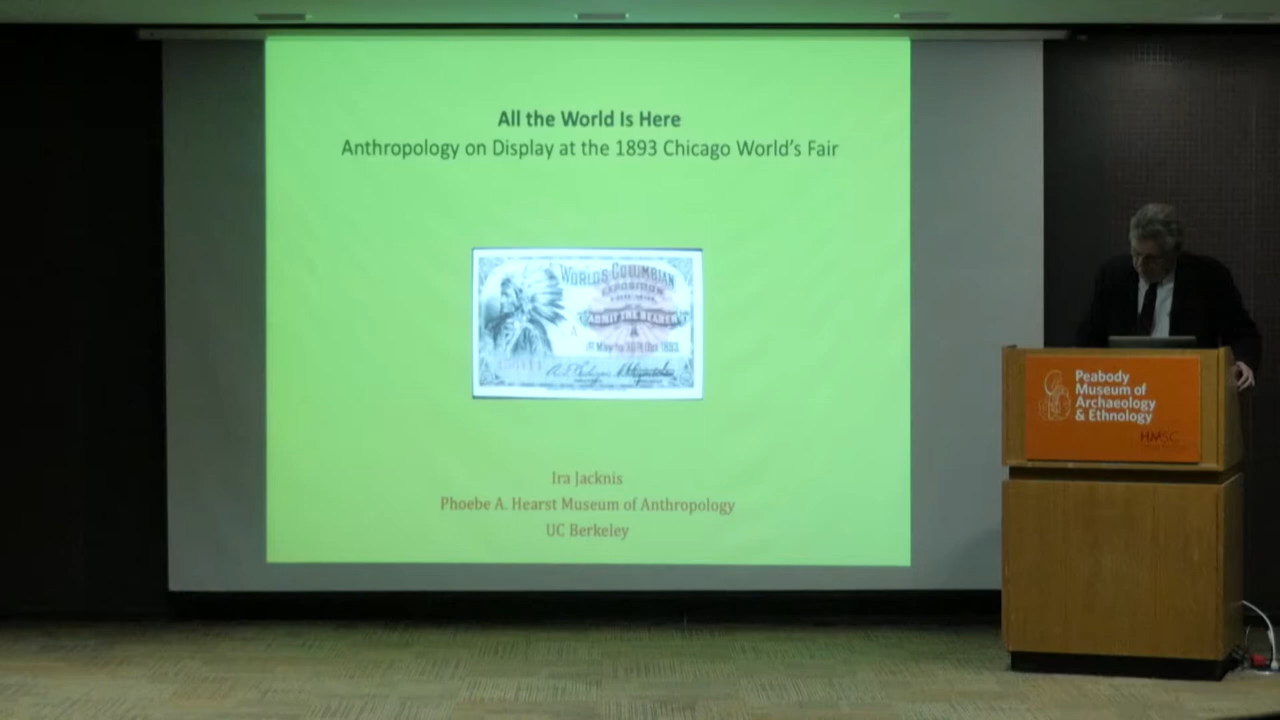 All the World Is Here
Anthropology on Display at the 1893 Chicago World's Fair
WORLD'S COLUMBIAN
EXPOSITION
ADMIT THE BEARER
Ira Jacknis
Phoebe A. Hearst Museum of Anthropology
UC Berkeley
Peabody
Museum of
Archaeology
& Ethnology
HMSC